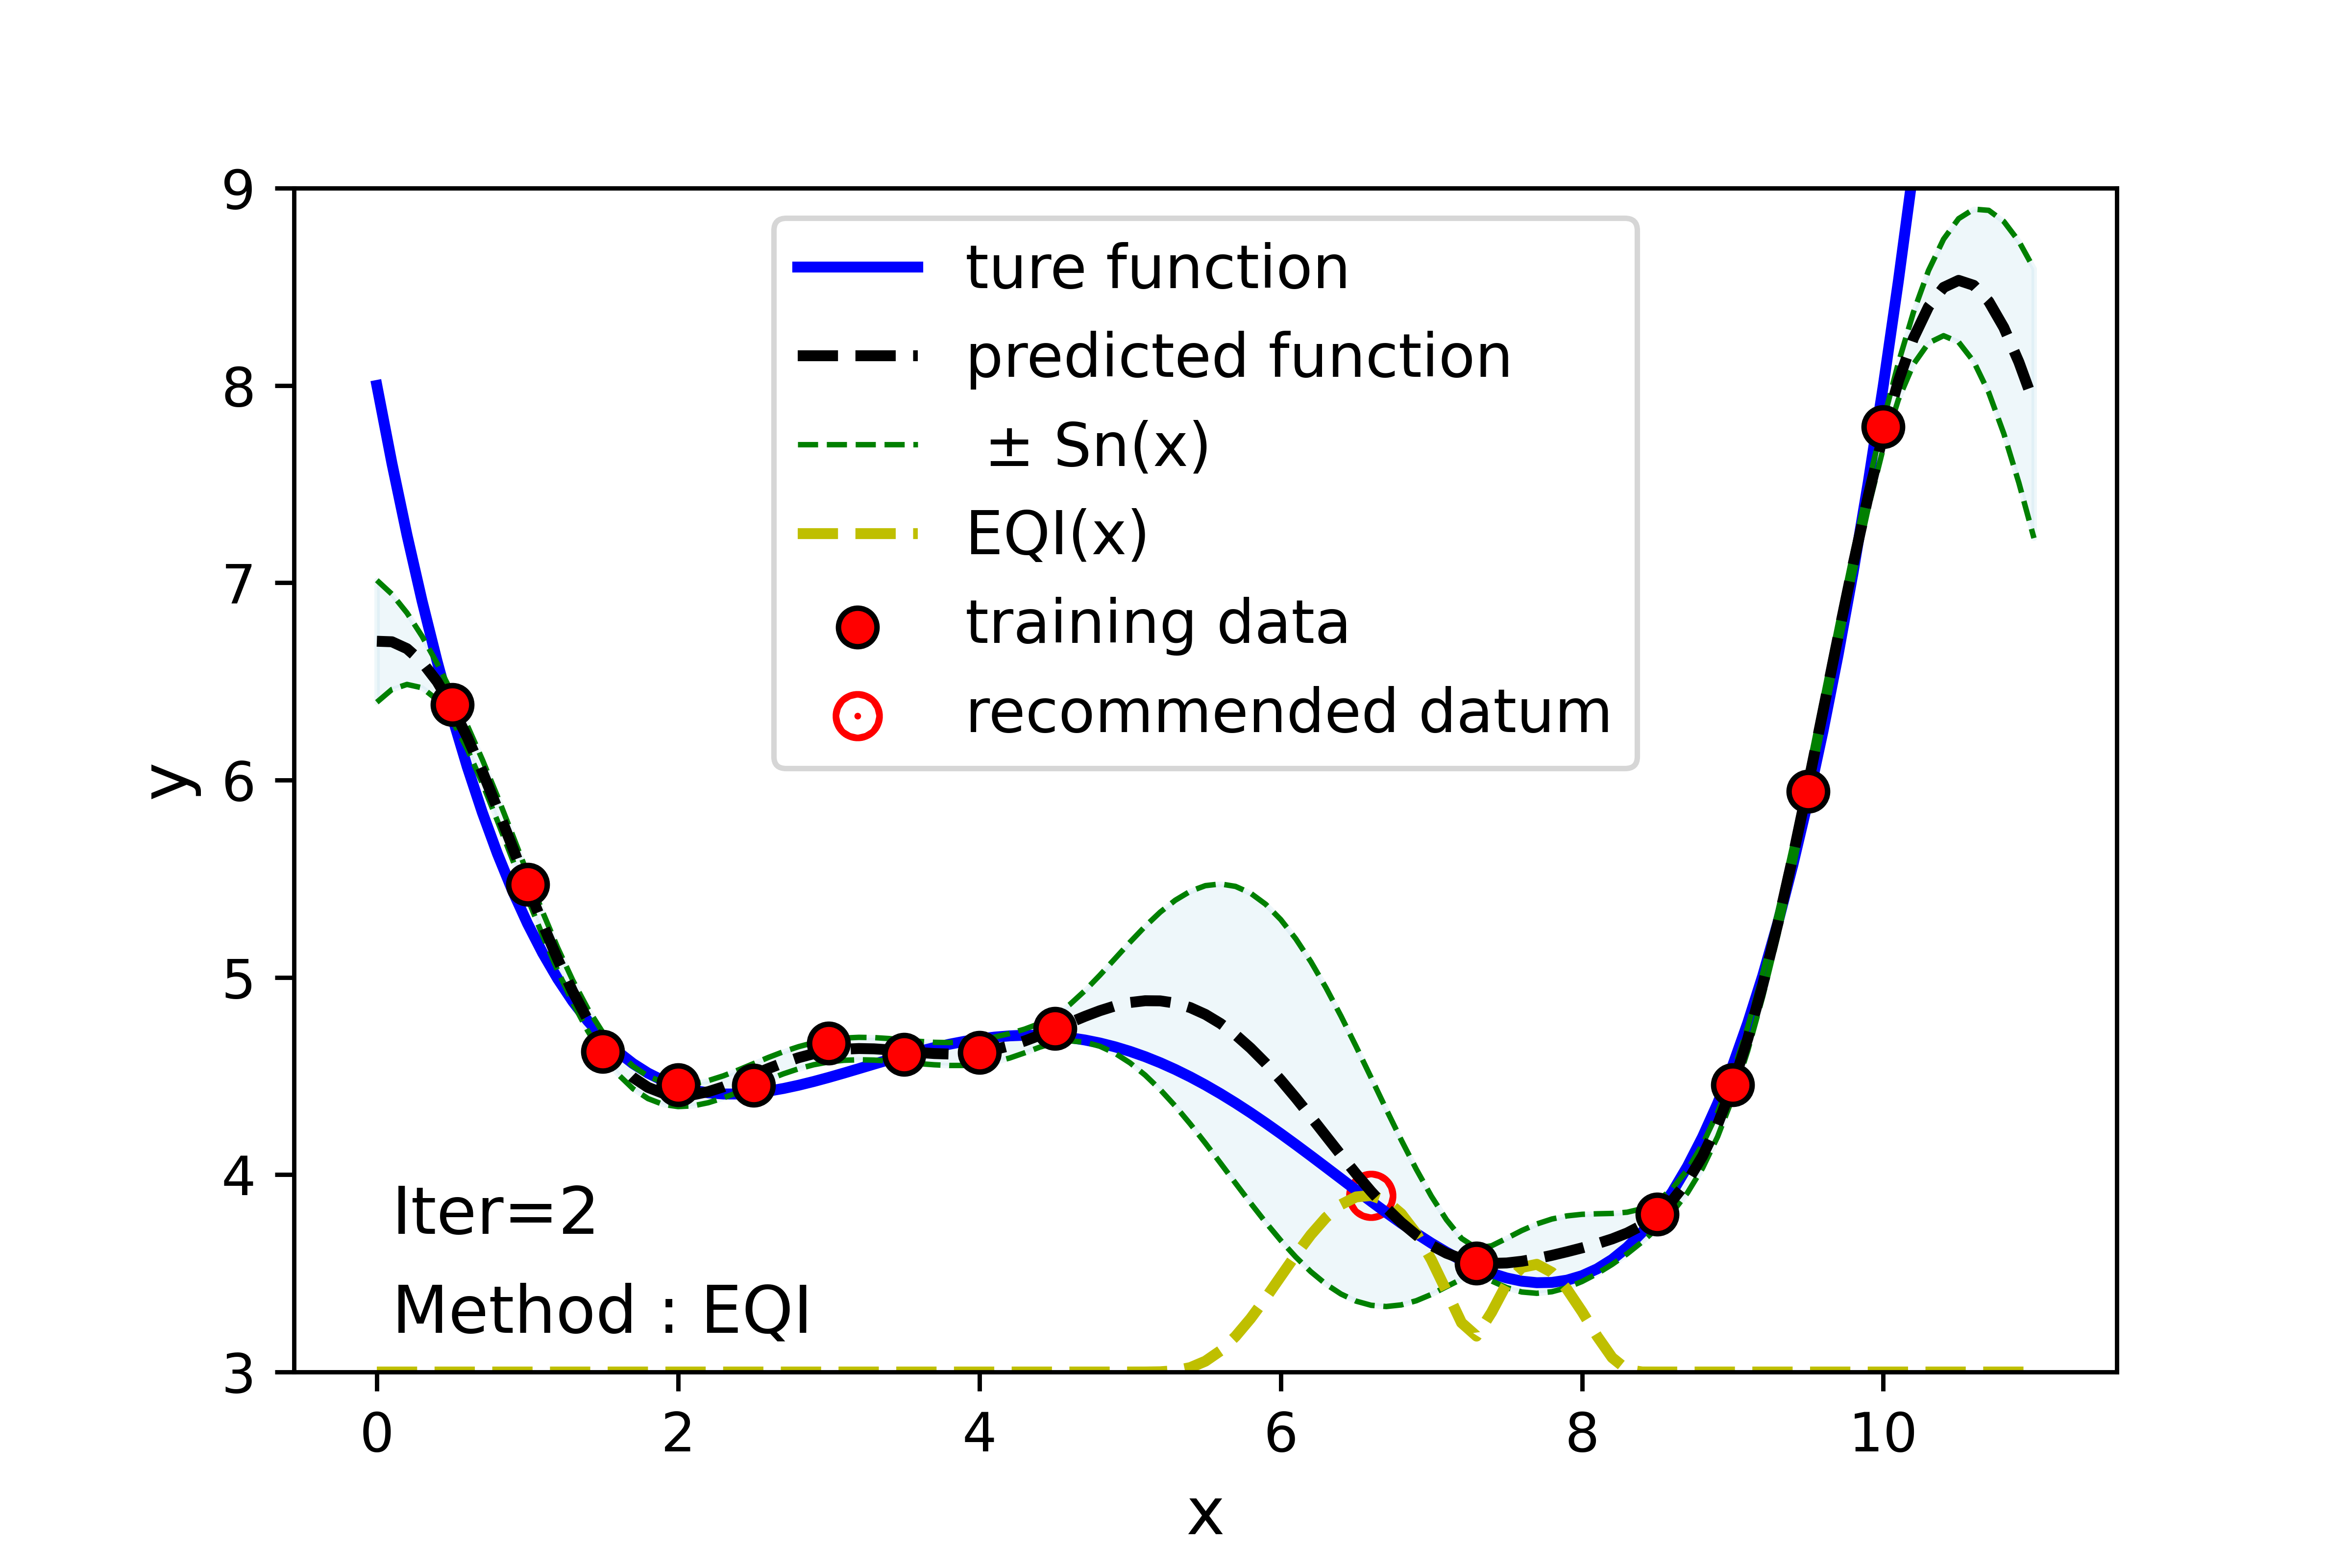 9
8
7
6
5
4
3
y
ture function
predicted function
± Sn(x)
EQI(x)
training data
recommended datum
Iter=2
Method : EQI
0 2 4 6 8 10
x